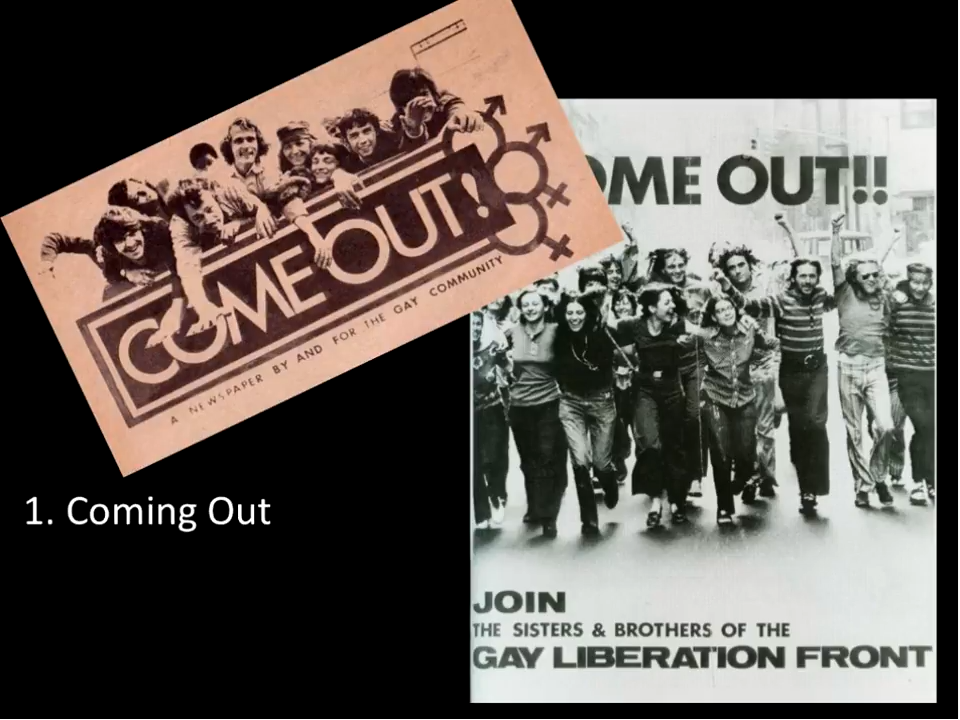 COME OUT!
A NEWSPAPER BY AND FOR THE GAY COMMUNITY
OME OUT!!
1. Coming Out
JOIN
THE SISTERS & BROTHERS OF THE
GAY LIBERATION FRONT